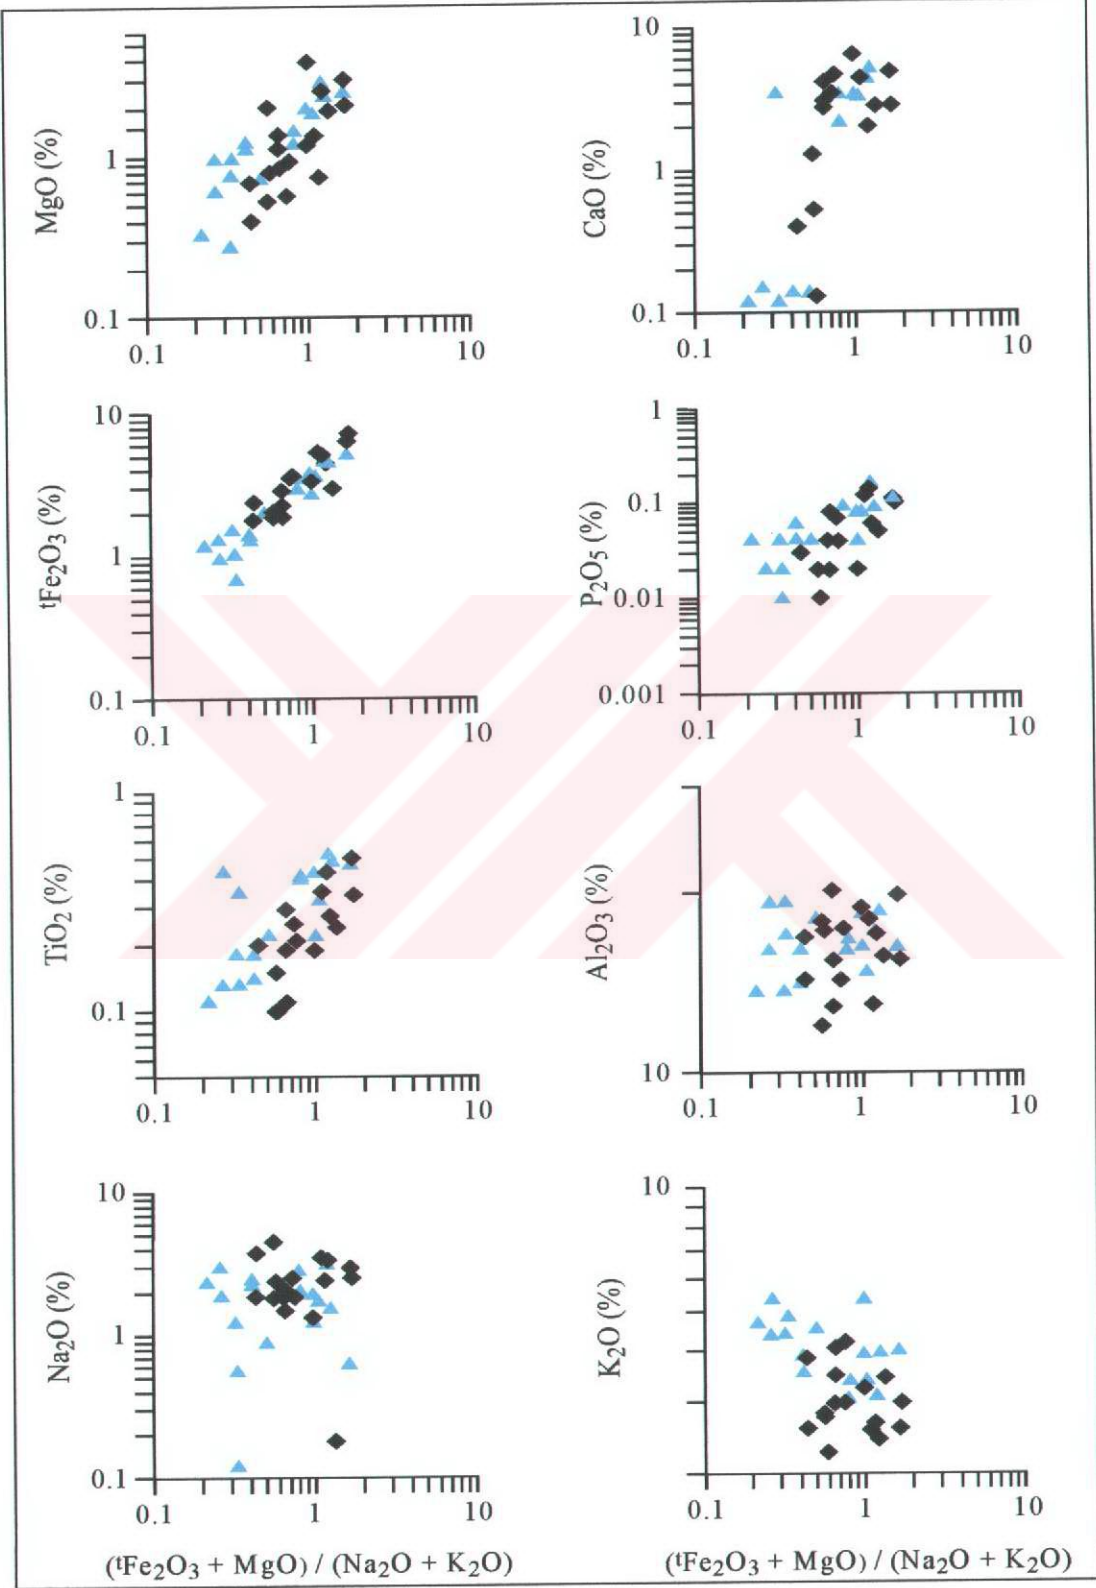 10
MgO (%)
1
CaO (%)
1
0.1
0.1
0.1 1 10
0.1 1 10
10
1
ᵗFe₂O₃ (%)
P₂O₅ (%)
0.1
1
0.01
0.1
0.001
0.1 1 10
0.1 1 10
1
TiO₂ (%)
Al₂O₃ (%)
0.1
10
0.1 1 10
0.1 1 10
10
10
Na₂O (%)
K₂O (%)
1
0.1
0.1 1 10
0.1 1 10
(ᵗFe₂O₃ + MgO) / (Na₂O + K₂O)
(ᵗFe₂O₃ + MgO) / (Na₂O + K₂O)